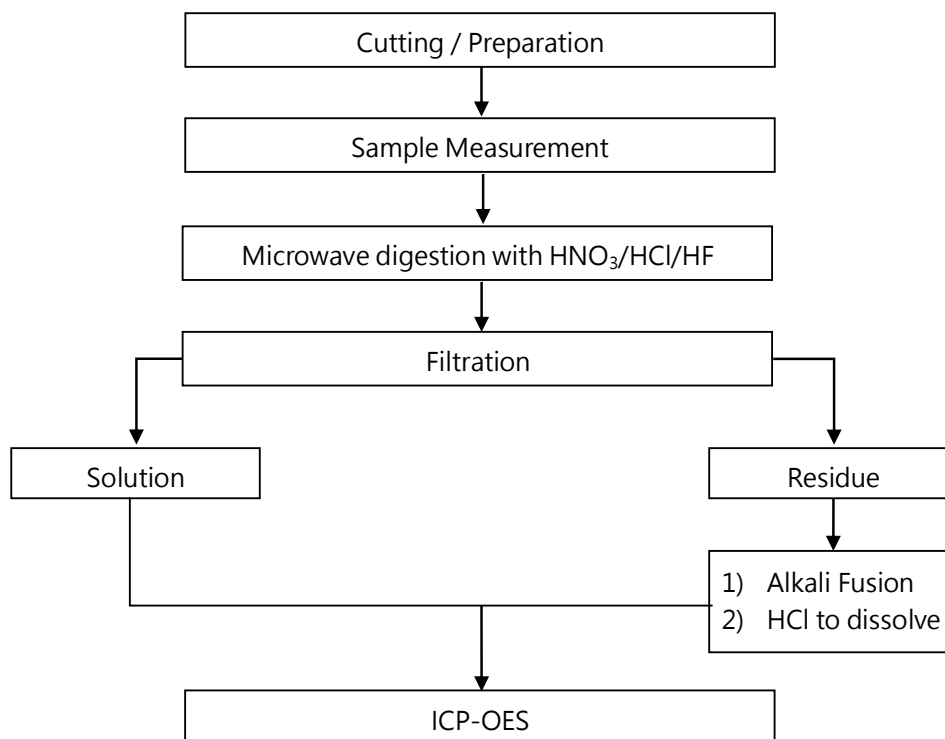 Cutting / Preparation
Sample Measurement
Microwave digestion with HNO₃/HCl/HF
Filtration
Solution
Residue
1) Alkali Fusion
2) HCl to dissolve
ICP-OES